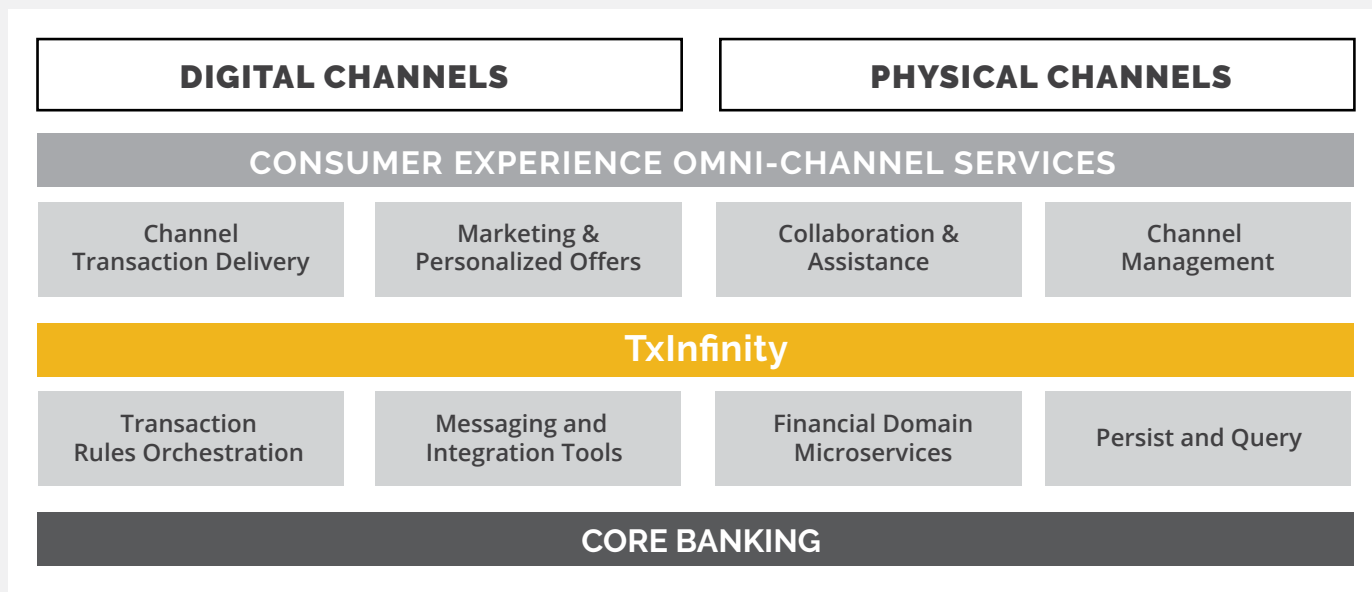 DIGITAL CHANNELS
PHYSICAL CHANNELS
CONSUMER EXPERIENCE OMNI-CHANNEL SERVICES
Channel
Transaction Delivery
Marketing &
Personalized Offers
Collaboration &
Assistance
Channel
Management
TxInfinity
Transaction
Rules Orchestration
Messaging and
Integration Tools
Financial Domain
Microservices
Persist and Query
CORE BANKING